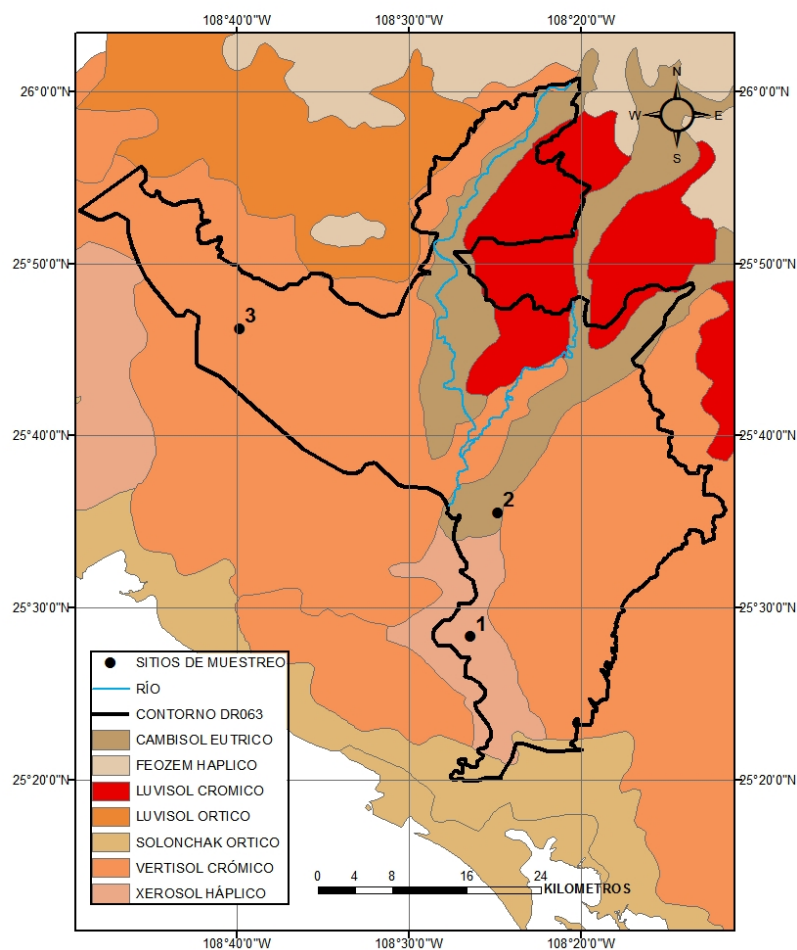 108°40'0"W 108°30'0"W 108°20'0"W
26°0'0"N 26°0'0"N
N
W E
S
25°50'0"N 25°50'0"N
3
25°40'0"N 25°40'0"N
2
25°30'0"N 25°30'0"N
1
SITIOS DE MUESTREO
RÍO
CONTORNO DR063
CAMBISOL EUTRICO
FEOZEM HAPLICO
LUVISOL CROMICO
LUVISOL ORTICO
SOLONCHAK ORTICO
VERTISOL CRÓMICO
XEROSOL HÁPLICO
25°20'0"N 25°20'0"N
0 4 8 16 24
KILOMETROS
108°40'0"W 108°30'0"W 108°20'0"W